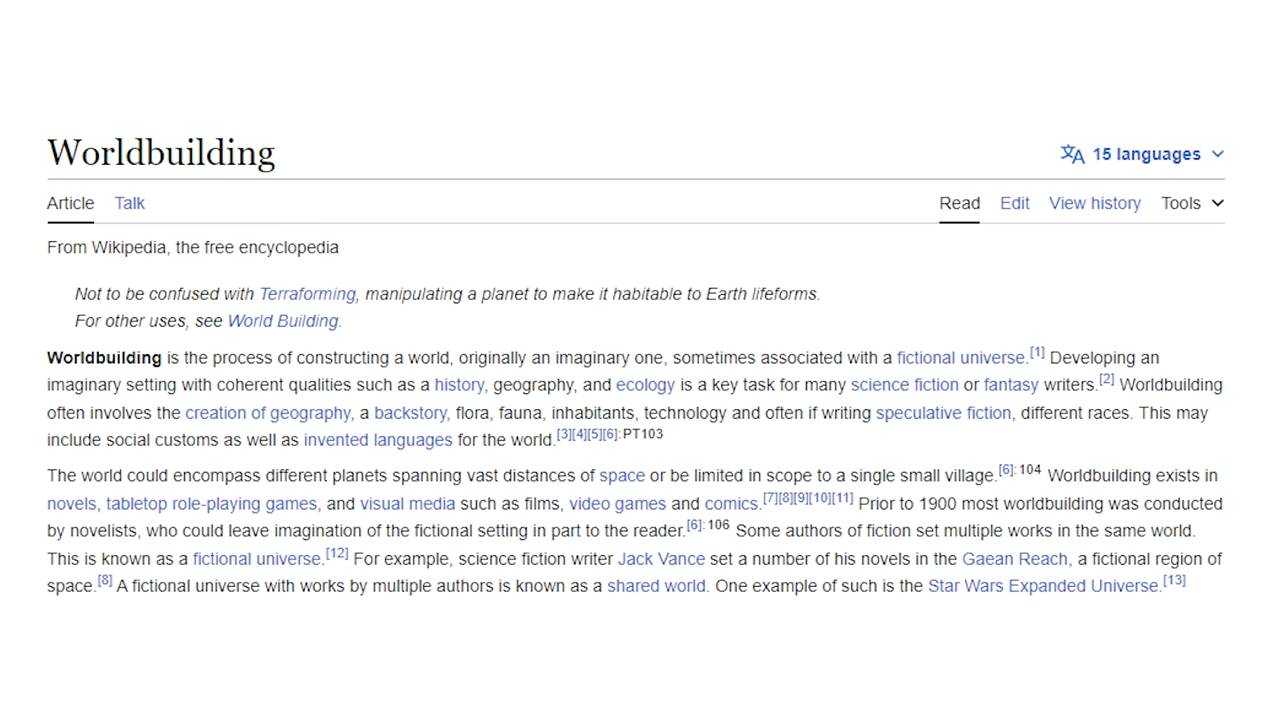 Worldbuilding
文A 15 languages
Article Talk Read Edit View history Tools
From Wikipedia, the free encyclopedia
Not to be confused with Terraforming, manipulating a planet to make it habitable to Earth lifeforms.
For other uses, see World Building.
Worldbuilding is the process of constructing a world, originally an imaginary one, sometimes associated with a fictional universe.[1] Developing an
imaginary setting with coherent qualities such as a history, geography, and ecology is a key task for many science fiction or fantasy writers.[2] Worldbuilding
often involves the creation of geography, a backstory, flora, fauna, inhabitants, technology and often if writing speculative fiction, different races. This may
include social customs as well as invented languages for the world.[3][4][5][6]:PT103
The world could encompass different planets spanning vast distances of space or be limited in scope to a single small village.[6]:104 Worldbuilding exists in
novels, tabletop role-playing games, and visual media such as films, video games and comics.[7][8][9][10][11] Prior to 1900 most worldbuilding was conducted
by novelists, who could leave imagination of the fictional setting in part to the reader.[6]:106 Some authors of fiction set multiple works in the same world.
This is known as a fictional universe.[12] For example, science fiction writer Jack Vance set a number of his novels in the Gaean Reach, a fictional region of
space.[8] A fictional universe with works by multiple authors is known as a shared world. One example of such is the Star Wars Expanded Universe.[13]